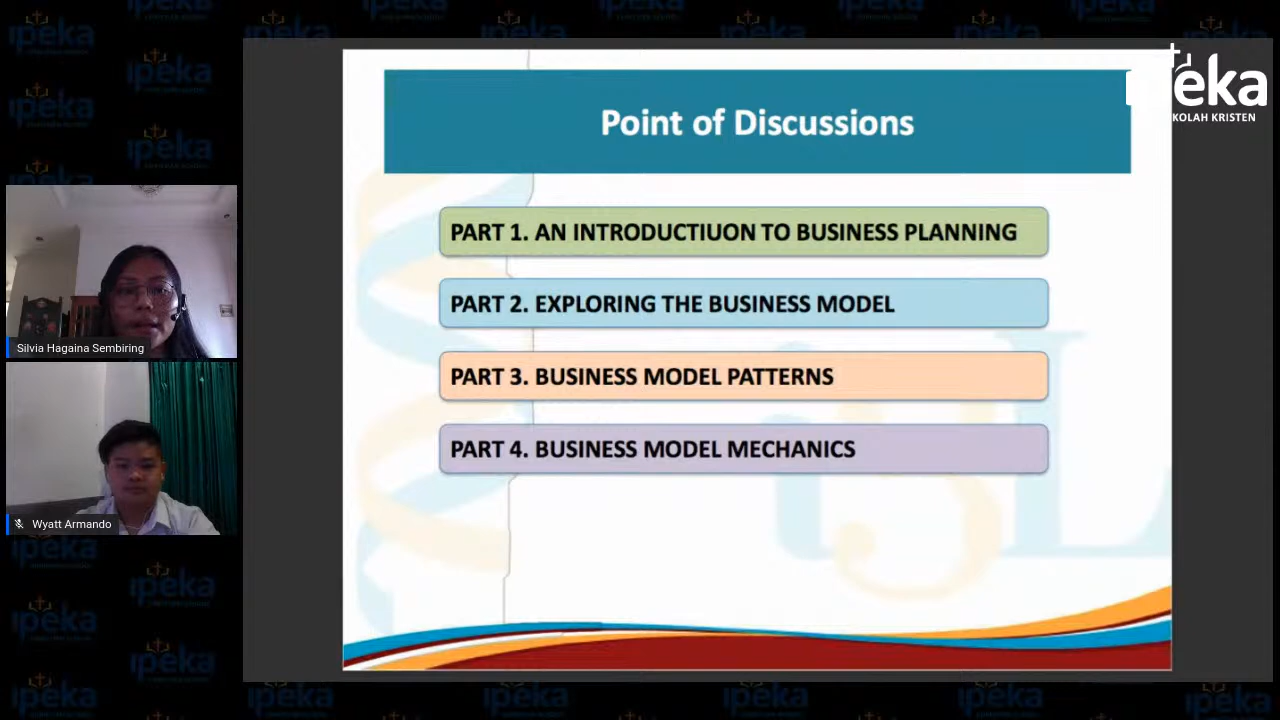 Point of Discussions
PART 1. AN INTRODUCTIUON TO BUSINESS PLANNING
PART 2. EXPLORING THE BUSINESS MODEL
PART 3. BUSINESS MODEL PATTERNS
PART 4. BUSINESS MODEL MECHANICS
Silvia Hagaina Sembiring
Wyatt Armando
ipeka
KOLAH KRISTEN